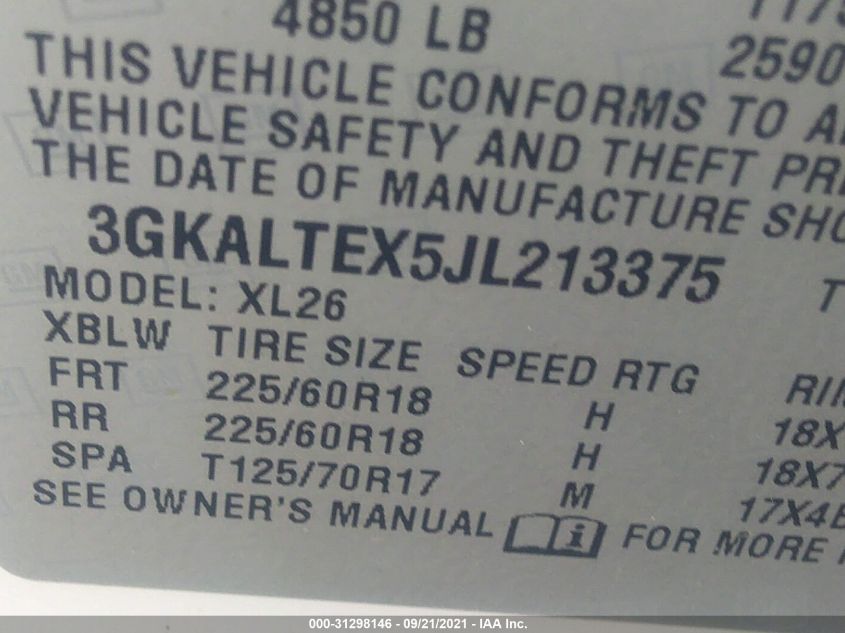 4850 LB 1175
2590
THIS VEHICLE CONFORMS TO
VEHICLE SAFETY AND THEFT
THE DATE OF MANUFACTURE
3GKALTEX5JL213375 T
MODEL: XL26
XBLW TIRE SIZE SPEED RTG
FRT 225/60R18 H 18X
RR 225/60R18 H 18X7
SPA T125/70R17 M 17X4
SEE OWNER'S MANUAL i FOR MORE
000-31298146 - 09/21/2021 - IAA Inc.